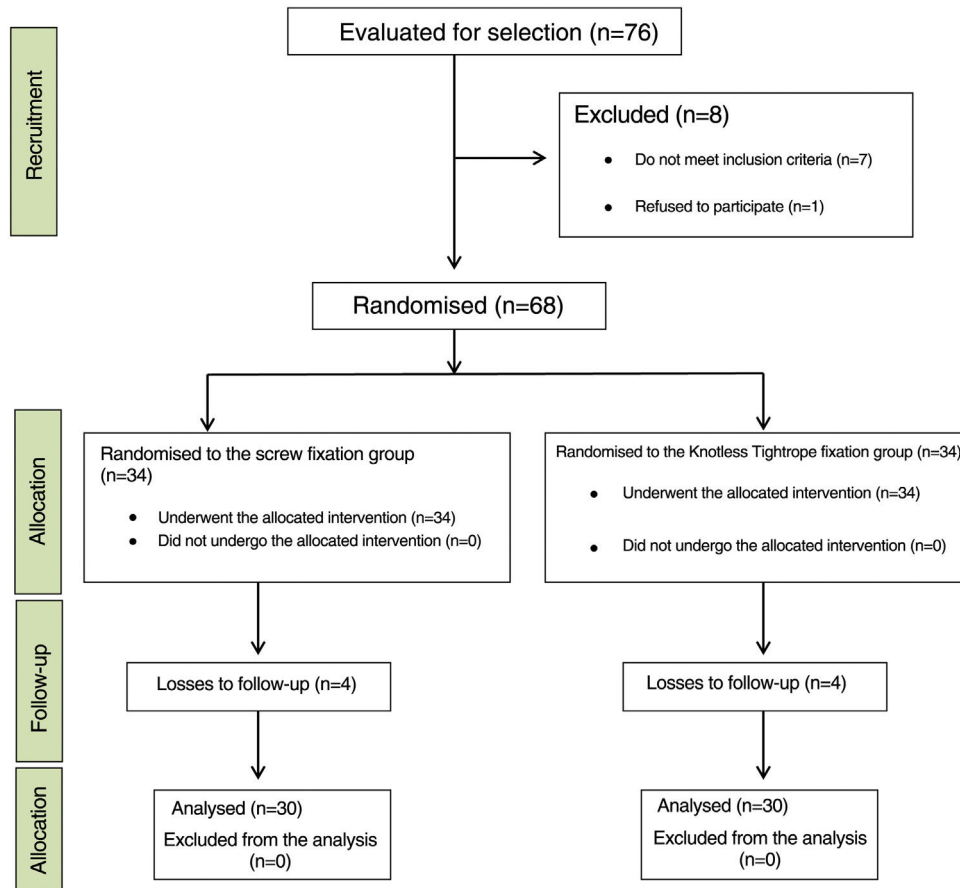 Evaluated for selection (n=76)
Recruitment
Excluded (n=8)
• Do not meet inclusion criteria (n=7)
• Refused to participate (n=1)
Randomised (n=68)
Allocation
Randomised to the screw fixation group
(n=34)
• Underwent the allocated intervention (n=34)
• Did not undergo the allocated intervention (n=0)
Randomised to the Knotless Tightrope fixation group (n=34)
• Underwent the allocated intervention (n=34)
• Did not undergo the allocated intervention (n=0)
Follow-up
Losses to follow-up (n=4)
Losses to follow-up (n=4)
Allocation
Analysed (n=30)
Excluded from the analysis
(n=0)
Analysed (n=30)
Excluded from the analysis
(n=0)